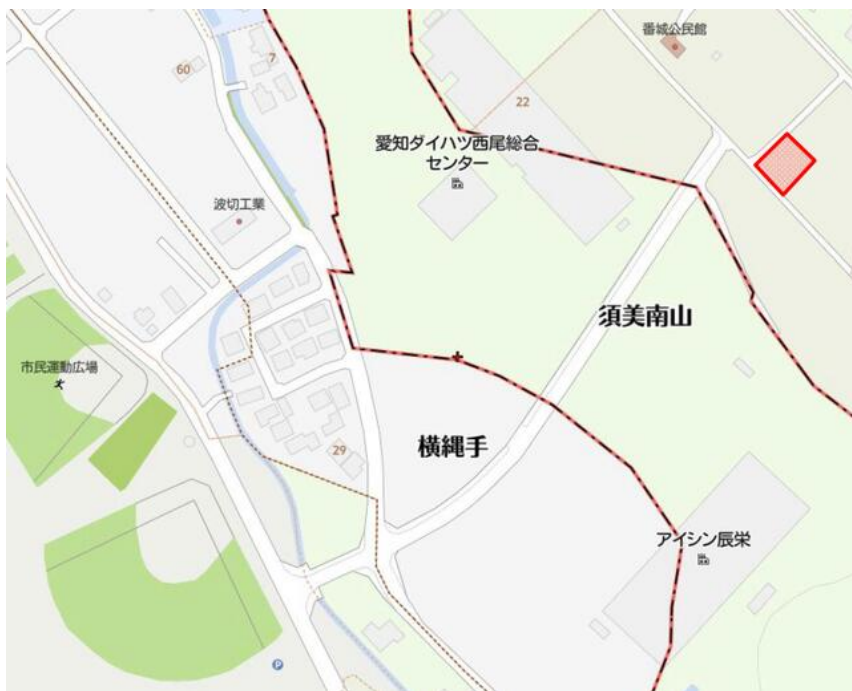 番城公民館
7
60
22
愛知ダイハツ西尾総合
センター
波切工業
須美南山
市民運動広場
横縄手
29
アイシン辰栄
P